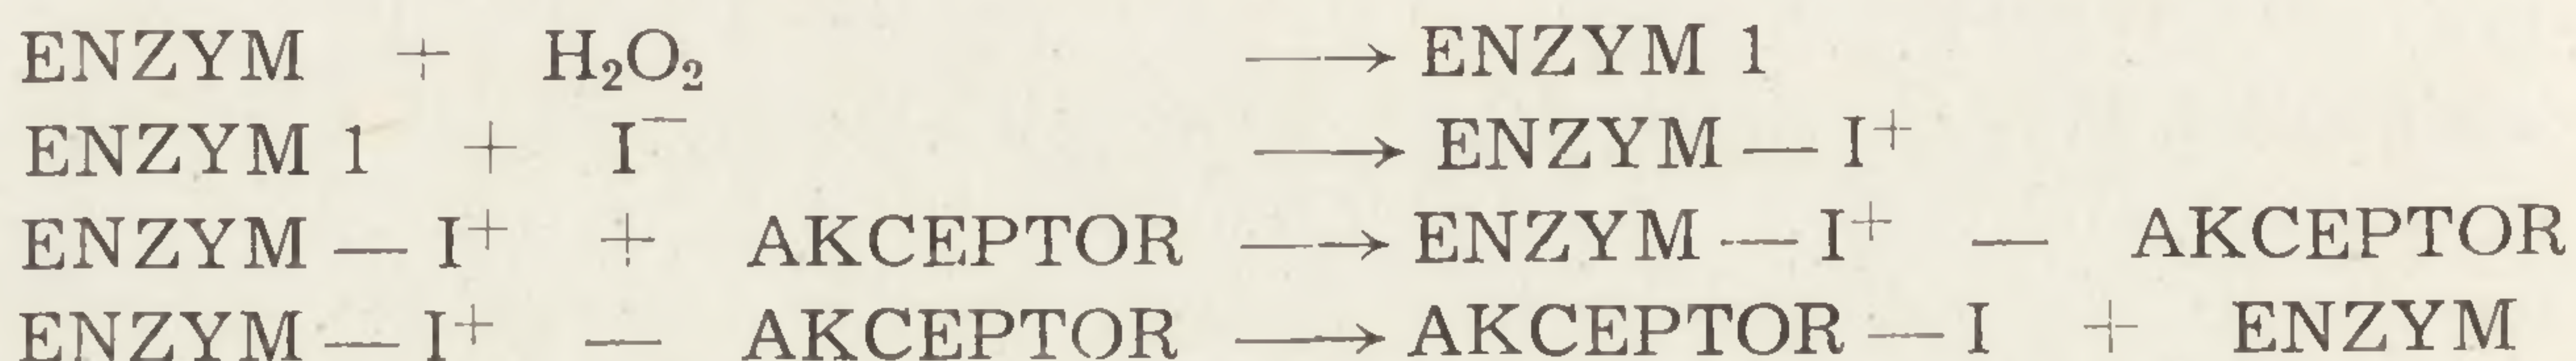 ENZYM + H₂O₂ ⟶ ENZYM 1
ENZYM 1 + I⁻ ⟶ ENZYM — I⁺
ENZYM — I⁺ + AKCEPTOR ⟶ ENZYM — I⁺ — AKCEPTOR
ENZYM — I⁺ — AKCEPTOR ⟶ AKCEPTOR — I + ENZYM